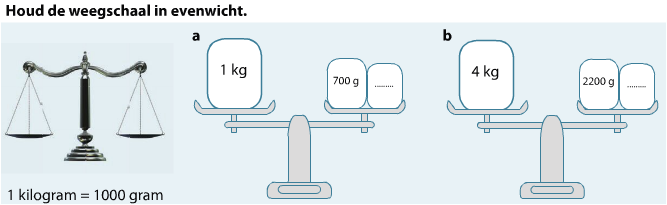 Houd de weegschaal in evenwicht.
a
1 kg
700 g
.........
b
4 kg
2200 g
.........
1 kilogram = 1000 gram